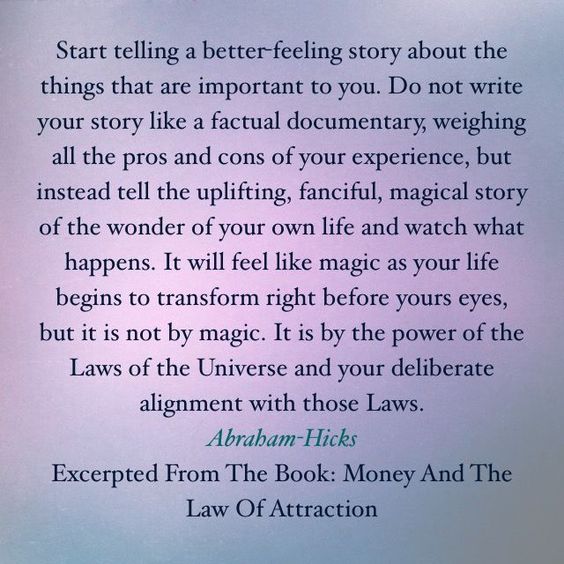 Start telling a better-feeling story about the
things that are important to you. Do not write
your story like a factual documentary, weighing
all the pros and cons of your experience, but
instead tell the uplifting, fanciful, magical story
of the wonder of your own life and watch what
happens. It will feel like magic as your life
begins to transform right before yours eyes,
but it is not by magic. It is by the power of the
Laws of the Universe and your deliberate
alignment with those Laws.
Abraham-Hicks
Excerpted From The Book: Money And The
Law Of Attraction